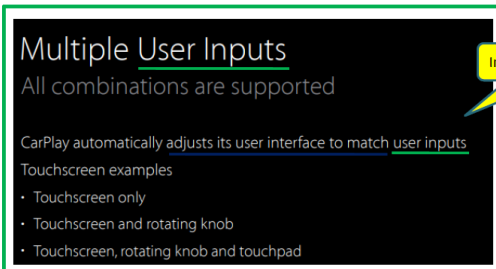 Multiple User Inputs
All combinations are supported
CarPlay automatically adjusts its user interface to match user inputs
Touchscreen examples
• Touchscreen only
• Touchscreen and rotating knob
• Touchscreen, rotating knob and touchpad